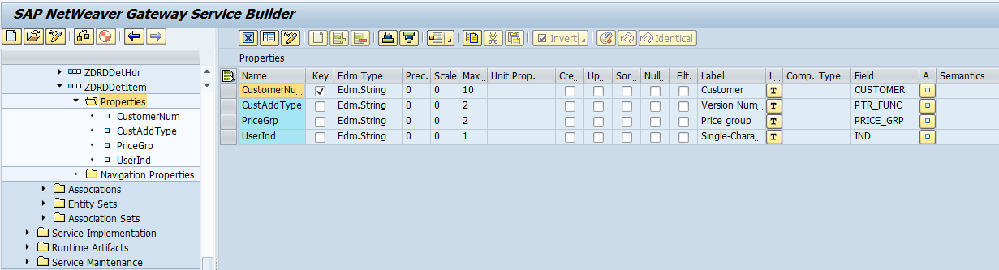 SAP NetWeaver Gateway Service Builder
Invert
Identical
ZDRDDetHdr
ZDRDDetItem
Properties
CustomerNum
CustAddType
PriceGrp
UserInd
Navigation Properties
Associations
Entity Sets
Association Sets
Service Implementation
Runtime Artifacts
Service Maintenance
Properties
Name Key Edm Type Prec. Scale Max... Unit Prop. Cre... Up... Sor... Null... Filt. Label L... Comp. Type Field A Semantics
CustomerNu... Edm.String 0 0 10 Customer T CUSTOMER
CustAddType Edm.String 0 0 2 Version Num... T PTR_FUNC
PriceGrp Edm.String 0 0 2 Price group T PRICE_GRP
UserInd Edm.String 0 0 1 Single-Chara... T IND